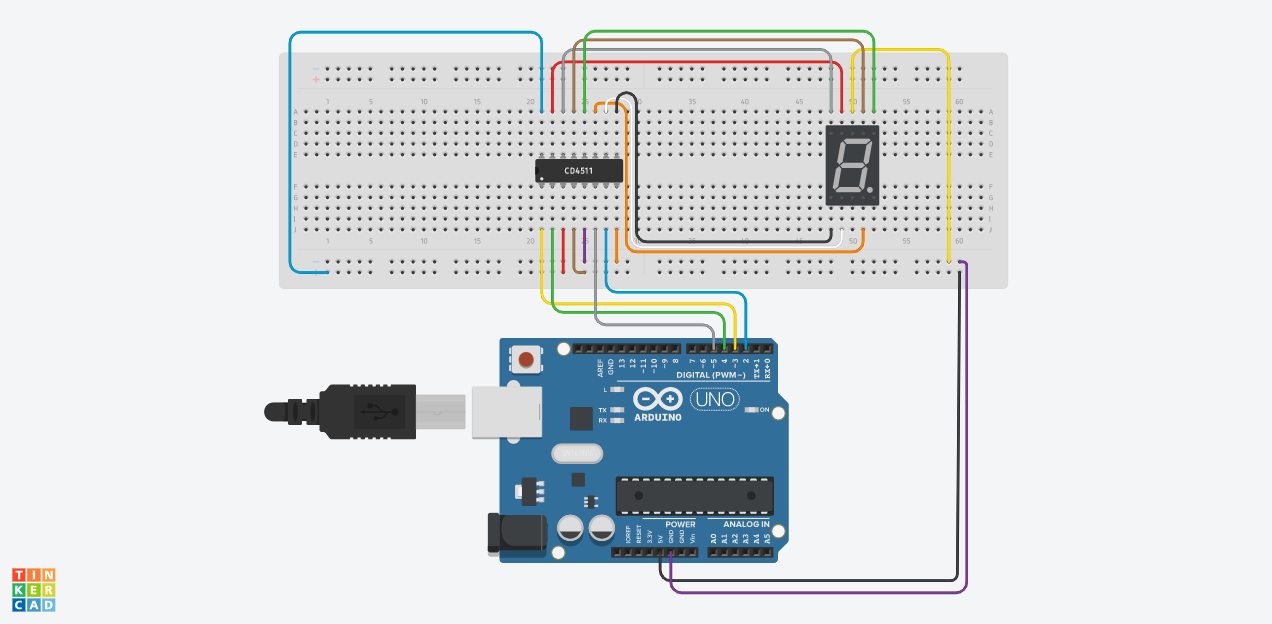 1 5 10 15 20 25 30 35 40 45 50 55 60
A
B
C
D
E
CD4511
F
G
H
I
J
1 5 10 15 20 25 30 35 40 45 50 55 60
AREF
GND
13
12
~11
~10
~9
8
7
~6
~5
4
~3
2
TX→1
RX←0
DIGITAL (PWM~)
L
TX
RX
ARDUINO
UNO
ON
POWER
ANALOG IN
IOREF
RESET
3.3V
5V
GND
GND
Vin
A0
A1
A2
A3
A4
A5
TIN
KER
CAD